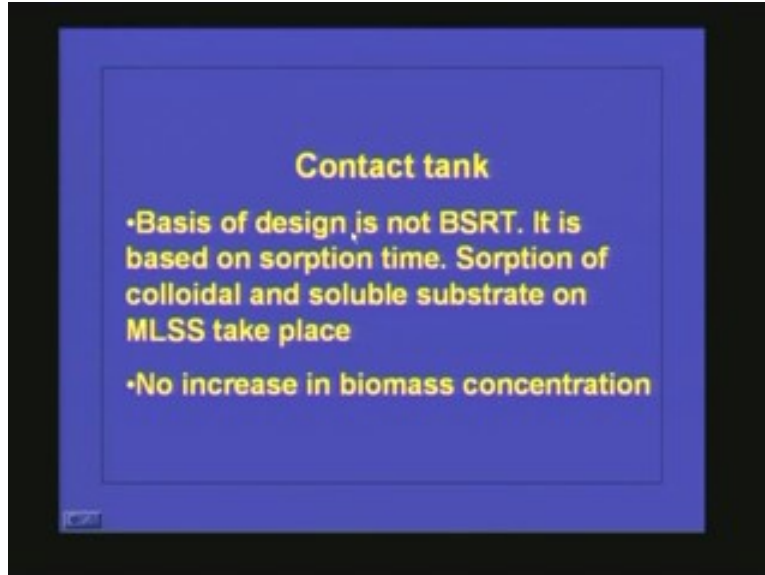 Contact tank
•Basis of design is not BSRT. It is
based on sorption time. Sorption of
colloidal and soluble substrate on
MLSS take place
•No increase in biomass concentration